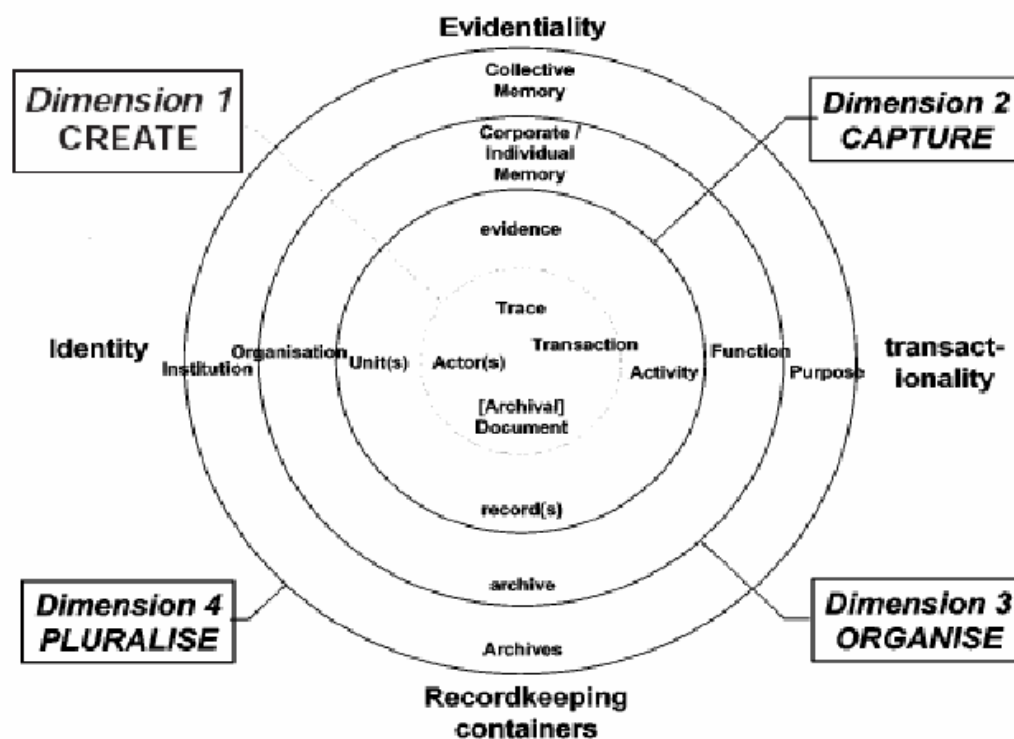 Evidentiality
Collective
Memory
Dimension 1
CREATE
Dimension 2
CAPTURE
Corporate /
Individual
Memory
evidence
Trace
Identity
Institution
Organisation
Unit(s)
Actor(s)
Transaction
Activity
Function
Purpose
transact-
ionality
[Archival]
Document
record(s)
archive
Archives
Dimension 4
PLURALISE
Dimension 3
ORGANISE
Recordkeeping
containers